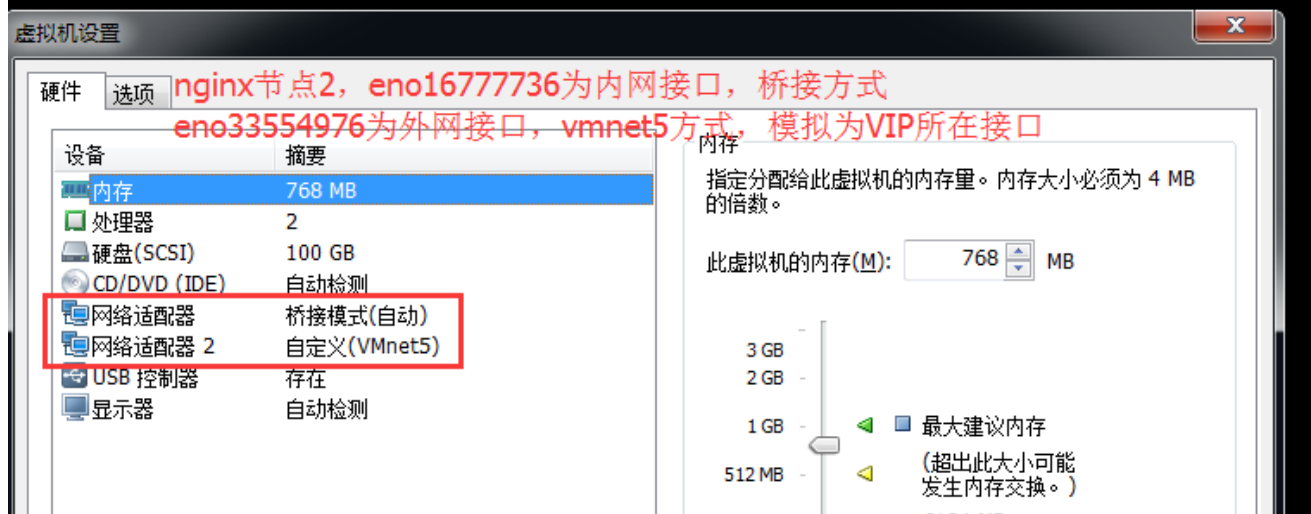 虚拟机设置
硬件 选项
nginx节点2，eno16777736为内网接口，桥接方式
eno33554976为外网接口，vmnet5方式，模拟为VIP所在接口
设备 摘要
内存 768 MB
处理器 2
硬盘(SCSI) 100 GB
CD/DVD (IDE) 自动检测
网络适配器 桥接模式(自动)
网络适配器 2 自定义(VMnet5)
USB 控制器 存在
显示器 自动检测
内存
指定分配给此虚拟机的内存量。内存大小必须为 4 MB
的倍数。
此虚拟机的内存(M): 768 MB
3 GB
2 GB
1 GB
512 MB
最大建议内存
(超出此大小可能
发生内存交换。)